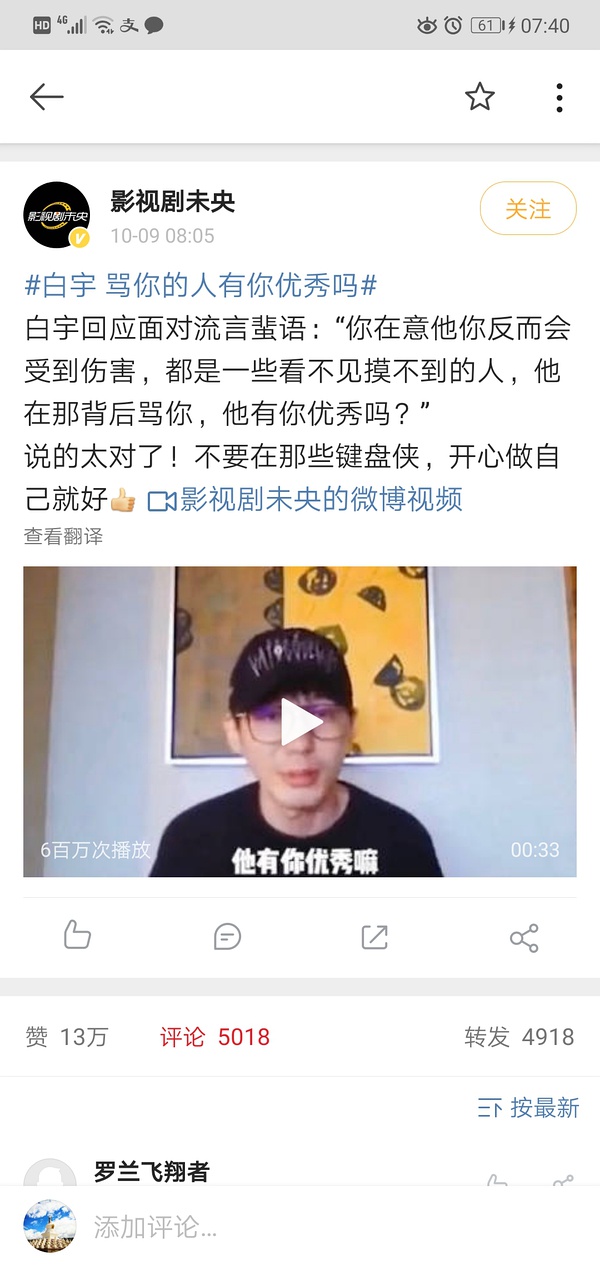 HD 4G 支 61 07:40
影视剧未央
影视剧未央
V
10-09 08:05
关注
#白宇 骂你的人有你优秀吗#
白宇回应面对流言蜚语：“你在意他你反而会
受到伤害，都是一些看不见摸不到的人，他
在那背后骂你，他有你优秀吗？”
说的太对了！不要在那些键盘侠，开心做自
己就好👍 影视剧未央的微博视频
查看翻译
6百万次播放
他有你优秀嘛
00:33
赞 13万 评论 5018 转发 4918
按最新
罗兰飞翔者
添加评论...